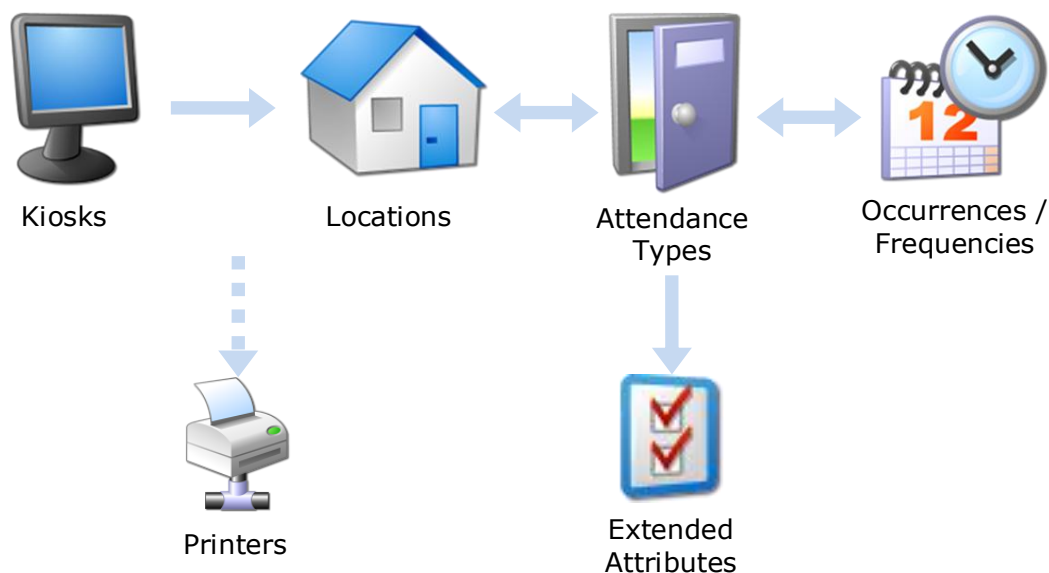 12
Kiosks
Locations
Attendance
Types
Occurrences /
Frequencies
Printers
Extended
Attributes